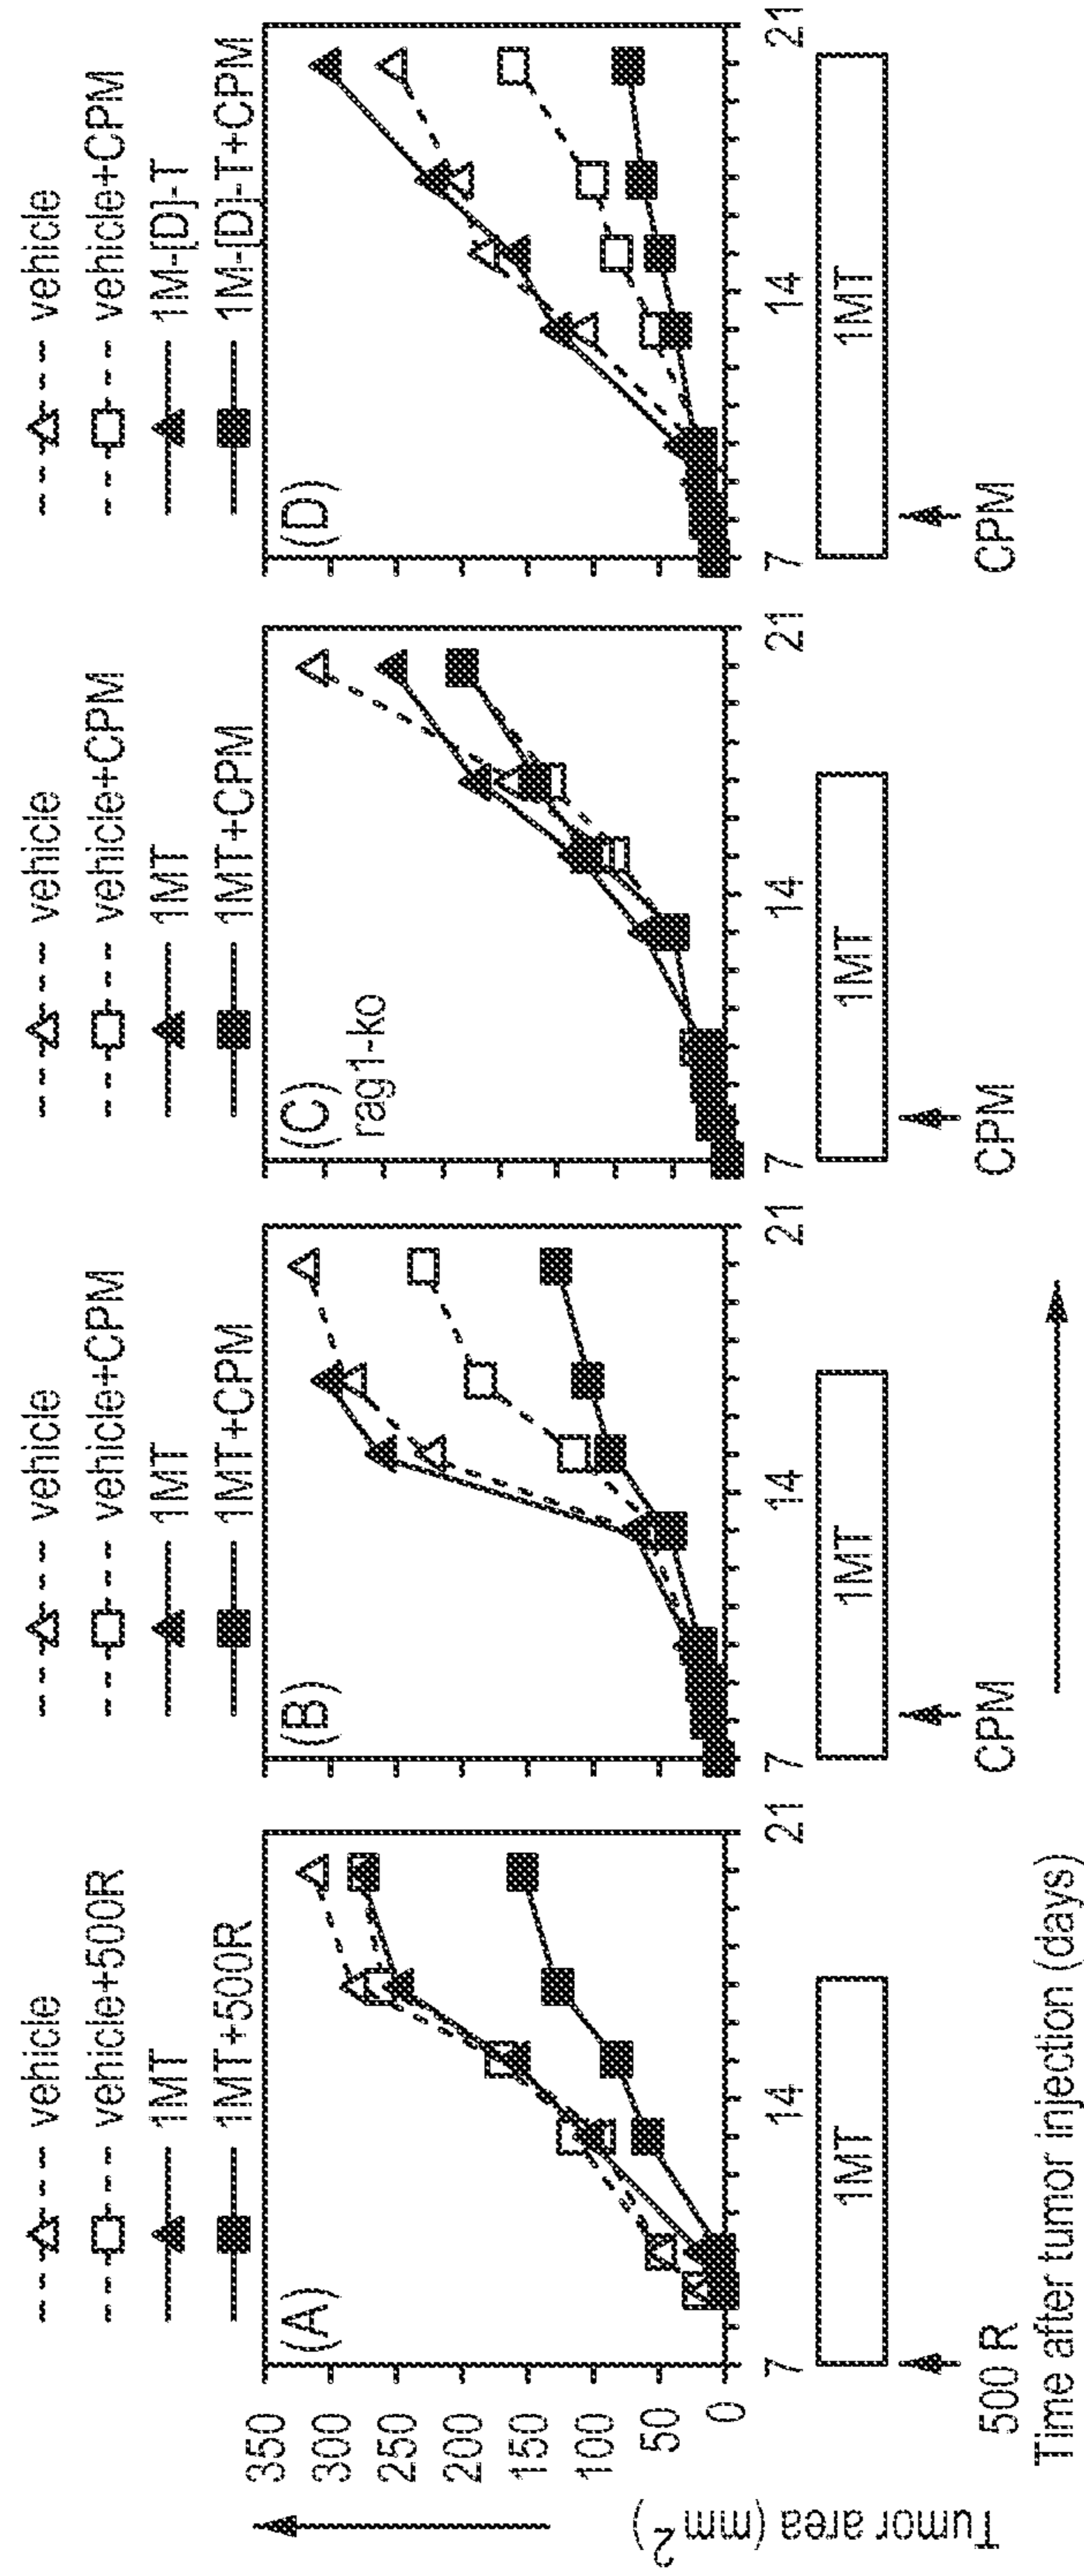 vehicle
vehicle+500R
1MT
1MT+500R
vehicle
vehicle+CPM
1MT
1MT+CPM
vehicle
vehicle+CPM
1MT
1MT+CPM
vehicle
vehicle+CPM
1M-[D]-T
1M-[D]-T+CPM
Tumor area (mm2)
350
300
250
200
150
100
50
0
(A)
(B)
(C)
rag1-ko
(D)
7 14 21
7 14 21
7 14 21
7 14 21
1MT
1MT
1MT
1MT
500 R
CPM
CPM
CPM
Time after tumor injection (days)